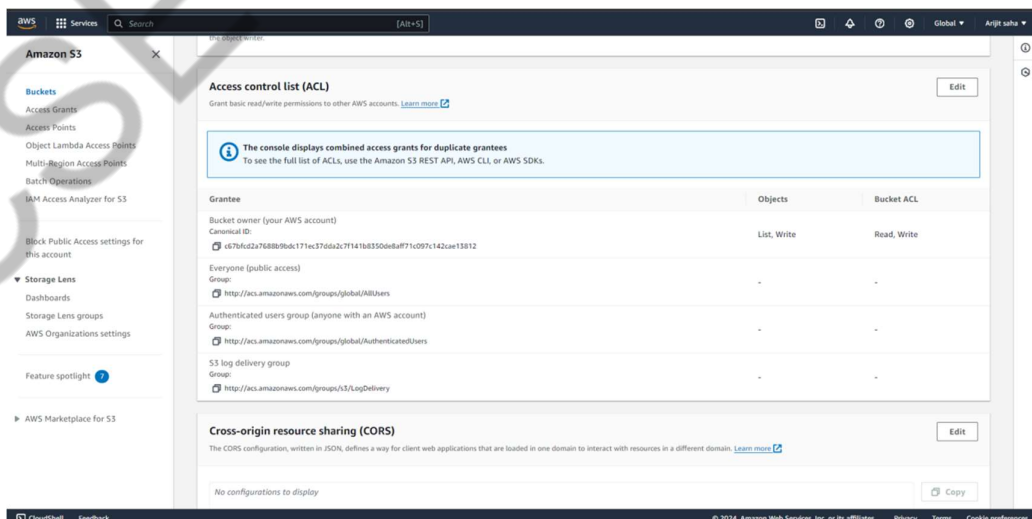 aws Services Search [Alt+S] Global Arijit saha
Amazon S3
Buckets
Access Grants
Access Points
Object Lambda Access Points
Multi-Region Access Points
Batch Operations
IAM Access Analyzer for S3
Block Public Access settings for
this account
Storage Lens
Dashboards
Storage Lens groups
AWS Organizations settings
Feature spotlight 7
AWS Marketplace for S3
the object writer.
Access control list (ACL) Edit
Grant basic read/write permissions to other AWS accounts. Learn more
The console displays combined access grants for duplicate grantees
To see the full list of ACLs, use the Amazon S3 REST API, AWS CLI, or AWS SDKs.
Grantee Objects Bucket ACL
Bucket owner (your AWS account)
Canonical ID: List, Write Read, Write
c67bfcd2a7688b9bdc171ec37dda2c7f141b8350de8aff71c097c142cae13812
Everyone (public access)
Group: - -
http://acs.amazonaws.com/groups/global/AllUsers
Authenticated users group (anyone with an AWS account)
Group: - -
http://acs.amazonaws.com/groups/global/AuthenticatedUsers
S3 log delivery group
Group: - -
http://acs.amazonaws.com/groups/s3/LogDelivery
Cross-origin resource sharing (CORS) Edit
The CORS configuration, written in JSON, defines a way for client web applications that are loaded in one domain to interact with resources in a different domain. Learn more
No configurations to display Copy
CloudShell Feedback © 2024, Amazon Web Services, Inc. or its affiliates. Privacy Terms Cookie preferences